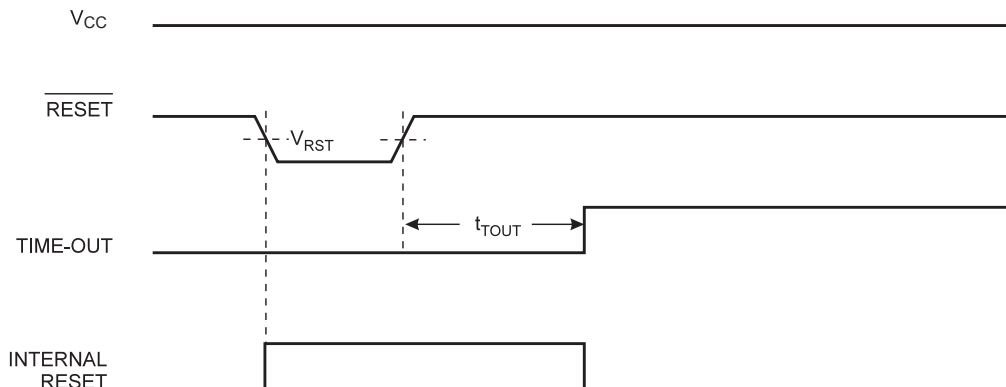 VCC
RESET
VRST
tTOUT
TIME-OUT
INTERNAL
RESET